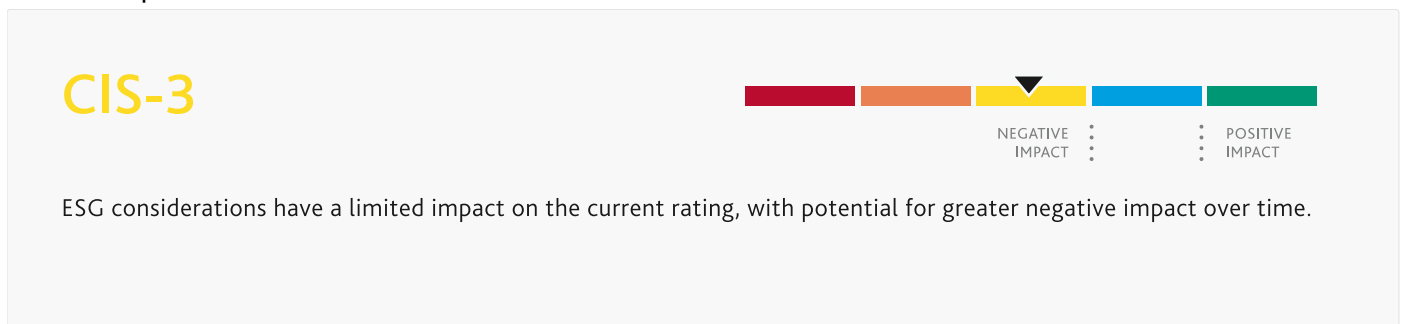 CIS-3
NEGATIVE
IMPACT
POSITIVE
IMPACT
ESG considerations have a limited impact on the current rating, with potential for greater negative impact over time.